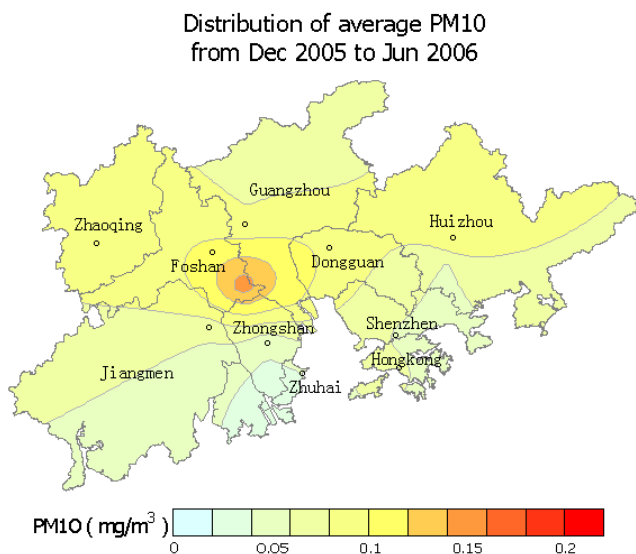 Distribution of average PM10
from Dec 2005 to Jun 2006
Guangzhou
Zhaoqing
Huizhou
Foshan
Dongguan
Zhongshan
Shenzhen
Hongkong
Jiangmen
Zhuhai
PM10 ( mg/m³ )
0 0.05 0.1 0.15 0.2